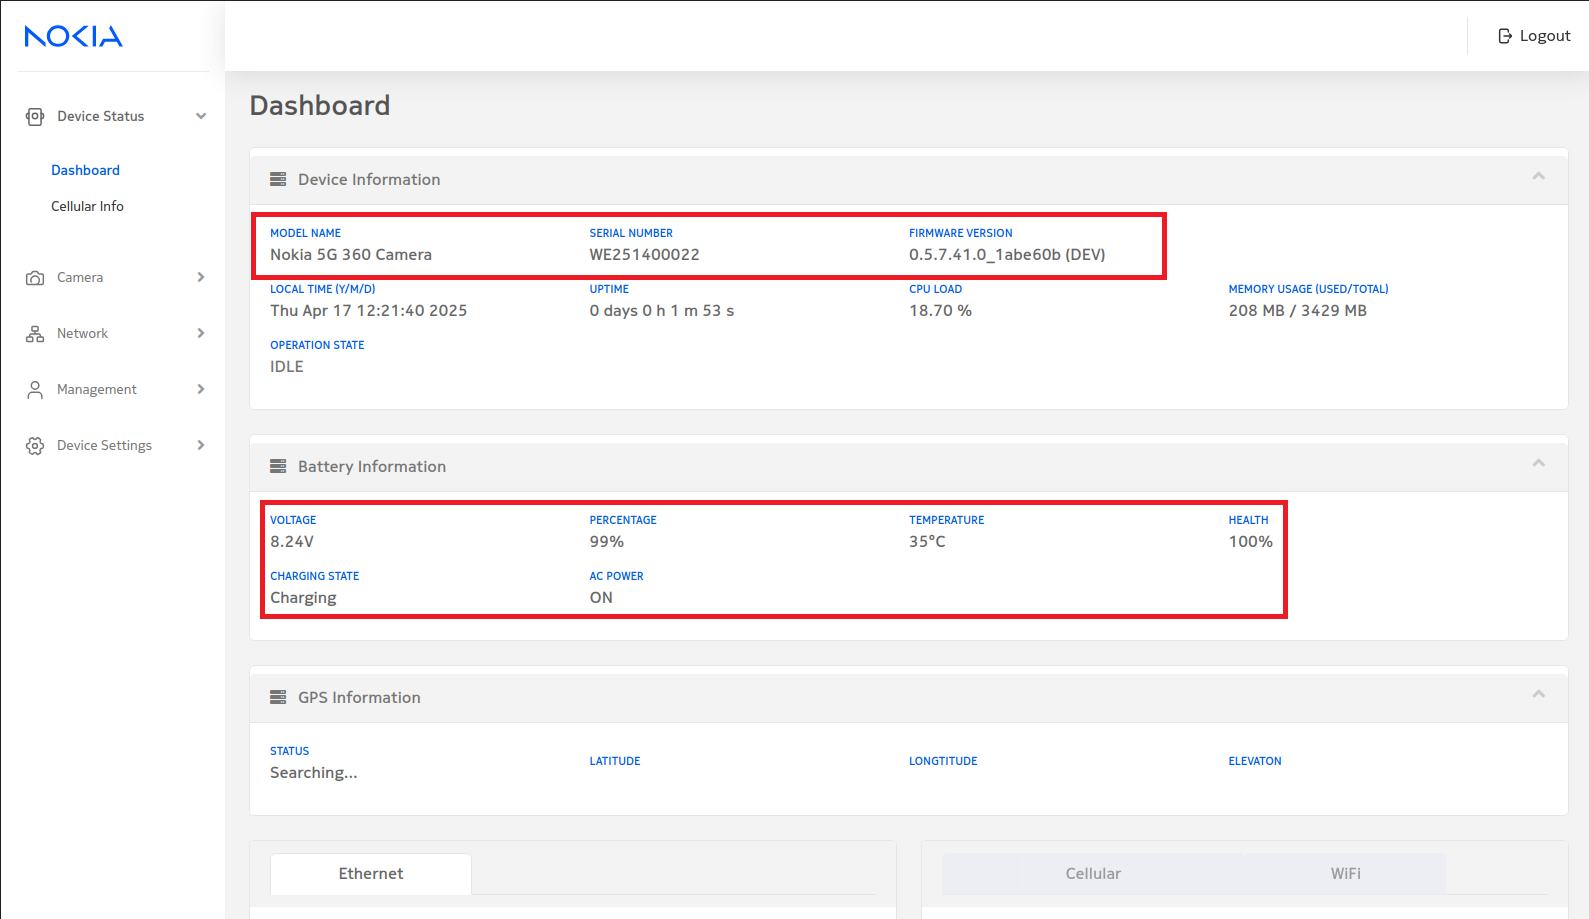 NOKIA
Logout
Device Status
Dashboard
Cellular Info
Camera
Network
Management
Device Settings
Dashboard
Device Information
MODEL NAME
Nokia 5G 360 Camera
SERIAL NUMBER
WE251400022
FIRMWARE VERSION
0.5.7.41.0_1abe60b (DEV)
LOCAL TIME (Y/M/D)
Thu Apr 17 12:21:40 2025
UPTIME
0 days 0 h 1 m 53 s
CPU LOAD
18.70 %
MEMORY USAGE (USED/TOTAL)
208 MB / 3429 MB
OPERATION STATE
IDLE
Battery Information
VOLTAGE
8.24V
PERCENTAGE
99%
TEMPERATURE
35°C
HEALTH
100%
CHARGING STATE
Charging
AC POWER
ON
GPS Information
STATUS
Searching...
LATITUDE
LONGTITUDE
ELEVATON
Ethernet
Cellular
WiFi